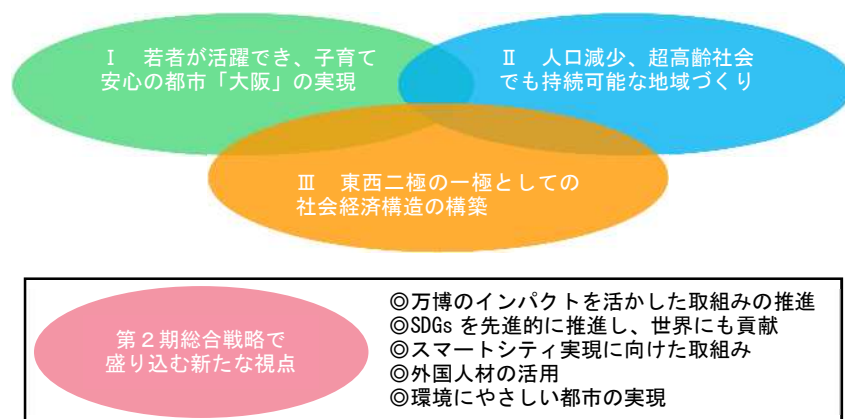 Ⅰ　若者が活躍でき、子育て
安心の都市「大阪」の実現
Ⅱ　人口減少、超高齢社会
でも持続可能な地域づくり
Ⅲ　東西二極の一極としての
社会経済構造の構築
第２期総合戦略で
盛り込む新たな視点
◎万博のインパクトを活かした取組みの推進
◎SDGs を先進的に推進し、世界にも貢献
◎スマートシティ実現に向けた取組み
◎外国人材の活用
◎環境にやさしい都市の実現